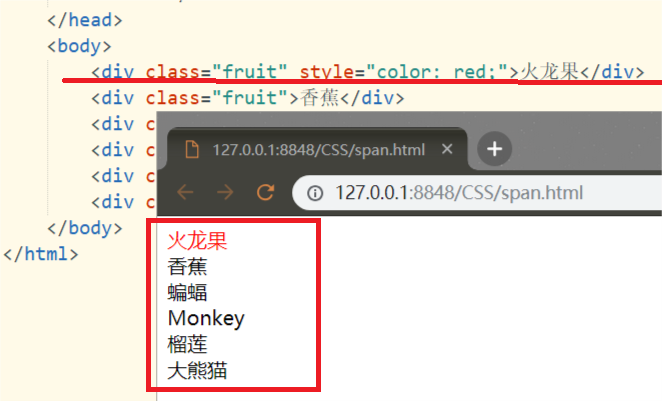 </head>
<body>
<div class="fruit" style="color: red;">火龙果</div>
<div class="fruit">香蕉</div>
<div c
<div c
<div c
<div c
</body>
</html>
127.0.0.1:8848/CSS/span.html
127.0.0.1:8848/CSS/span.html
火龙果
香蕉
蝙蝠
Monkey
榴莲
大熊猫